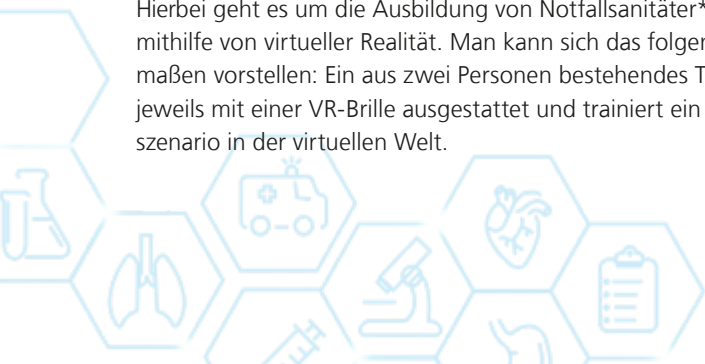 Hierbei geht es um die Ausbildung von Notfallsanitäter*
mithilfe von virtueller Realität. Man kann sich das folgen
maßen vorstellen: Ein aus zwei Personen bestehendes T
jeweils mit einer VR-Brille ausgestattet und trainiert ein
szenario in der virtuellen Welt.